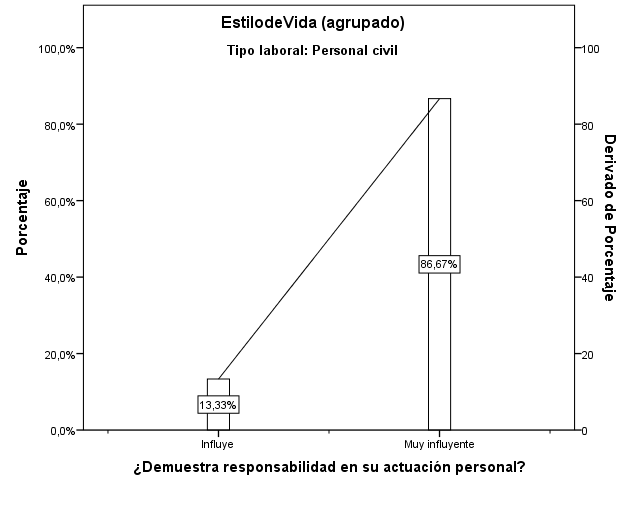 EstilodeVida (agrupado)
Tipo laboral: Personal civil
100,0%
80,0%
60,0%
40,0%
20,0%
0,0%
Porcentaje
100
80
60
40
20
0
Derivado de Porcentaje
86,67%
13,33%
Influye
Muy influyente
¿Demuestra responsabilidad en su actuación personal?